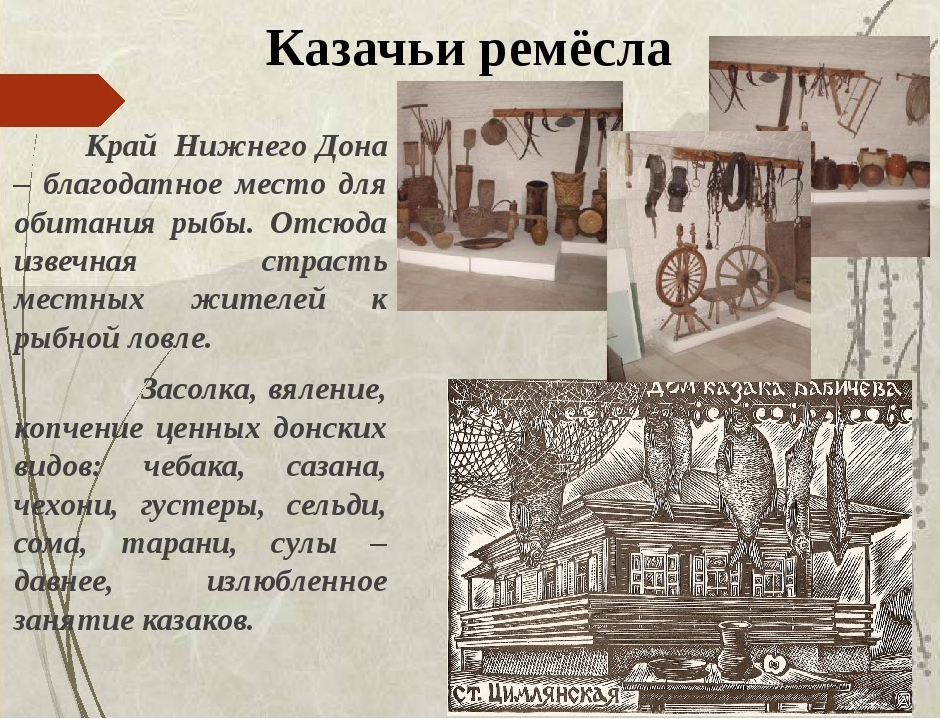 Казачьи ремёсла
Край Нижнего Дона
– благодатное место для
обитания рыбы. Отсюда
извечная страсть
местных жителей к
рыбной ловле.
Засолка, вяление,
копчение ценных донских
видов: чебака, сазана,
чехони, густеры, сельди,
сома, тарани, сулы –
давнее, излюбленное
занятие казаков.
ДОМ КАЗАКА БАБИЧЕВА
СТ. ЦИМЛЯНСКАЯ